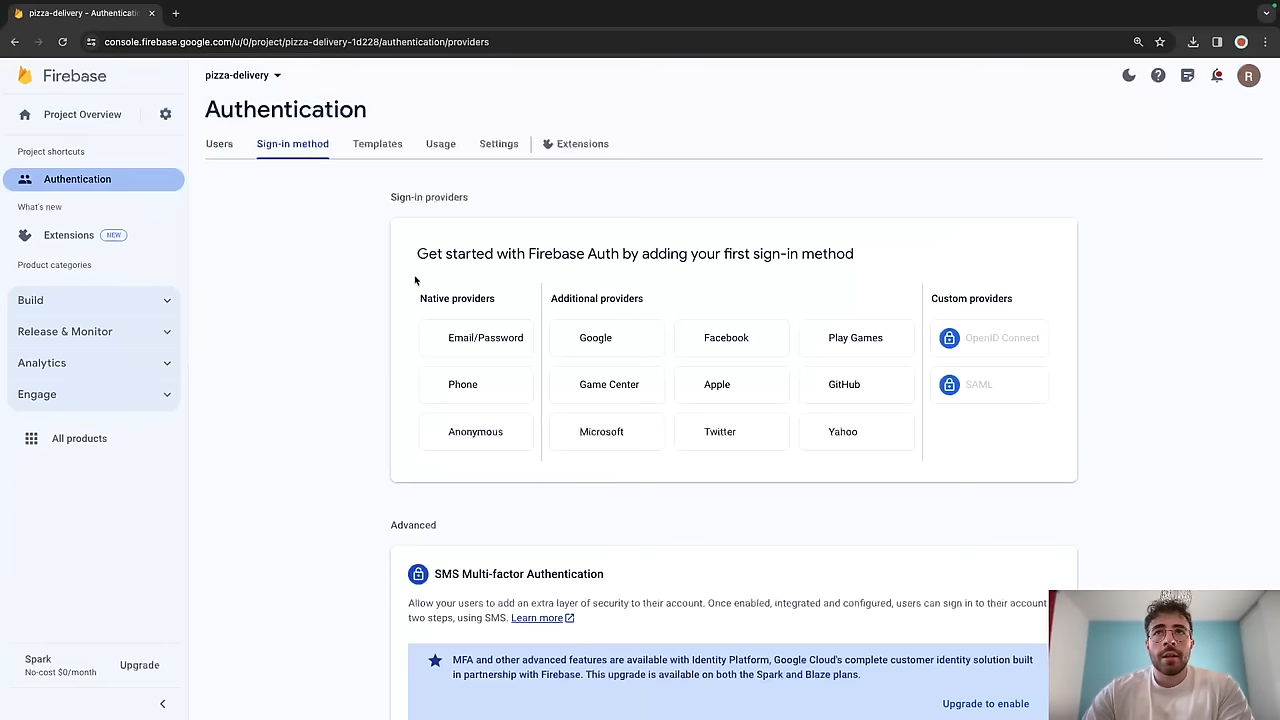 pizza-delivery - Authenticati
console.firebase.google.com/u/0/project/pizza-delivery-1d228/authentication/providers
Firebase
Project Overview
Project shortcuts
Authentication
What's new
Extensions NEW
Product categories
Build
Release & Monitor
Analytics
Engage
All products
Spark
No-cost $0/month
Upgrade
pizza-delivery
R
Authentication
Users Sign-in method Templates Usage Settings Extensions
Sign-in providers
Get started with Firebase Auth by adding your first sign-in method
Native providers Additional providers Custom providers
Email/Password Google Facebook Play Games OpenID Connect
Phone Game Center Apple GitHub SAML
Anonymous Microsoft Twitter Yahoo
Advanced
SMS Multi-factor Authentication
Allow your users to add an extra layer of security to their account. Once enabled, integrated and configured, users can sign in to their account
two steps, using SMS. Learn more
MFA and other advanced features are available with Identity Platform, Google Cloud's complete customer identity solution built
in partnership with Firebase. This upgrade is available on both the Spark and Blaze plans.
Upgrade to enable